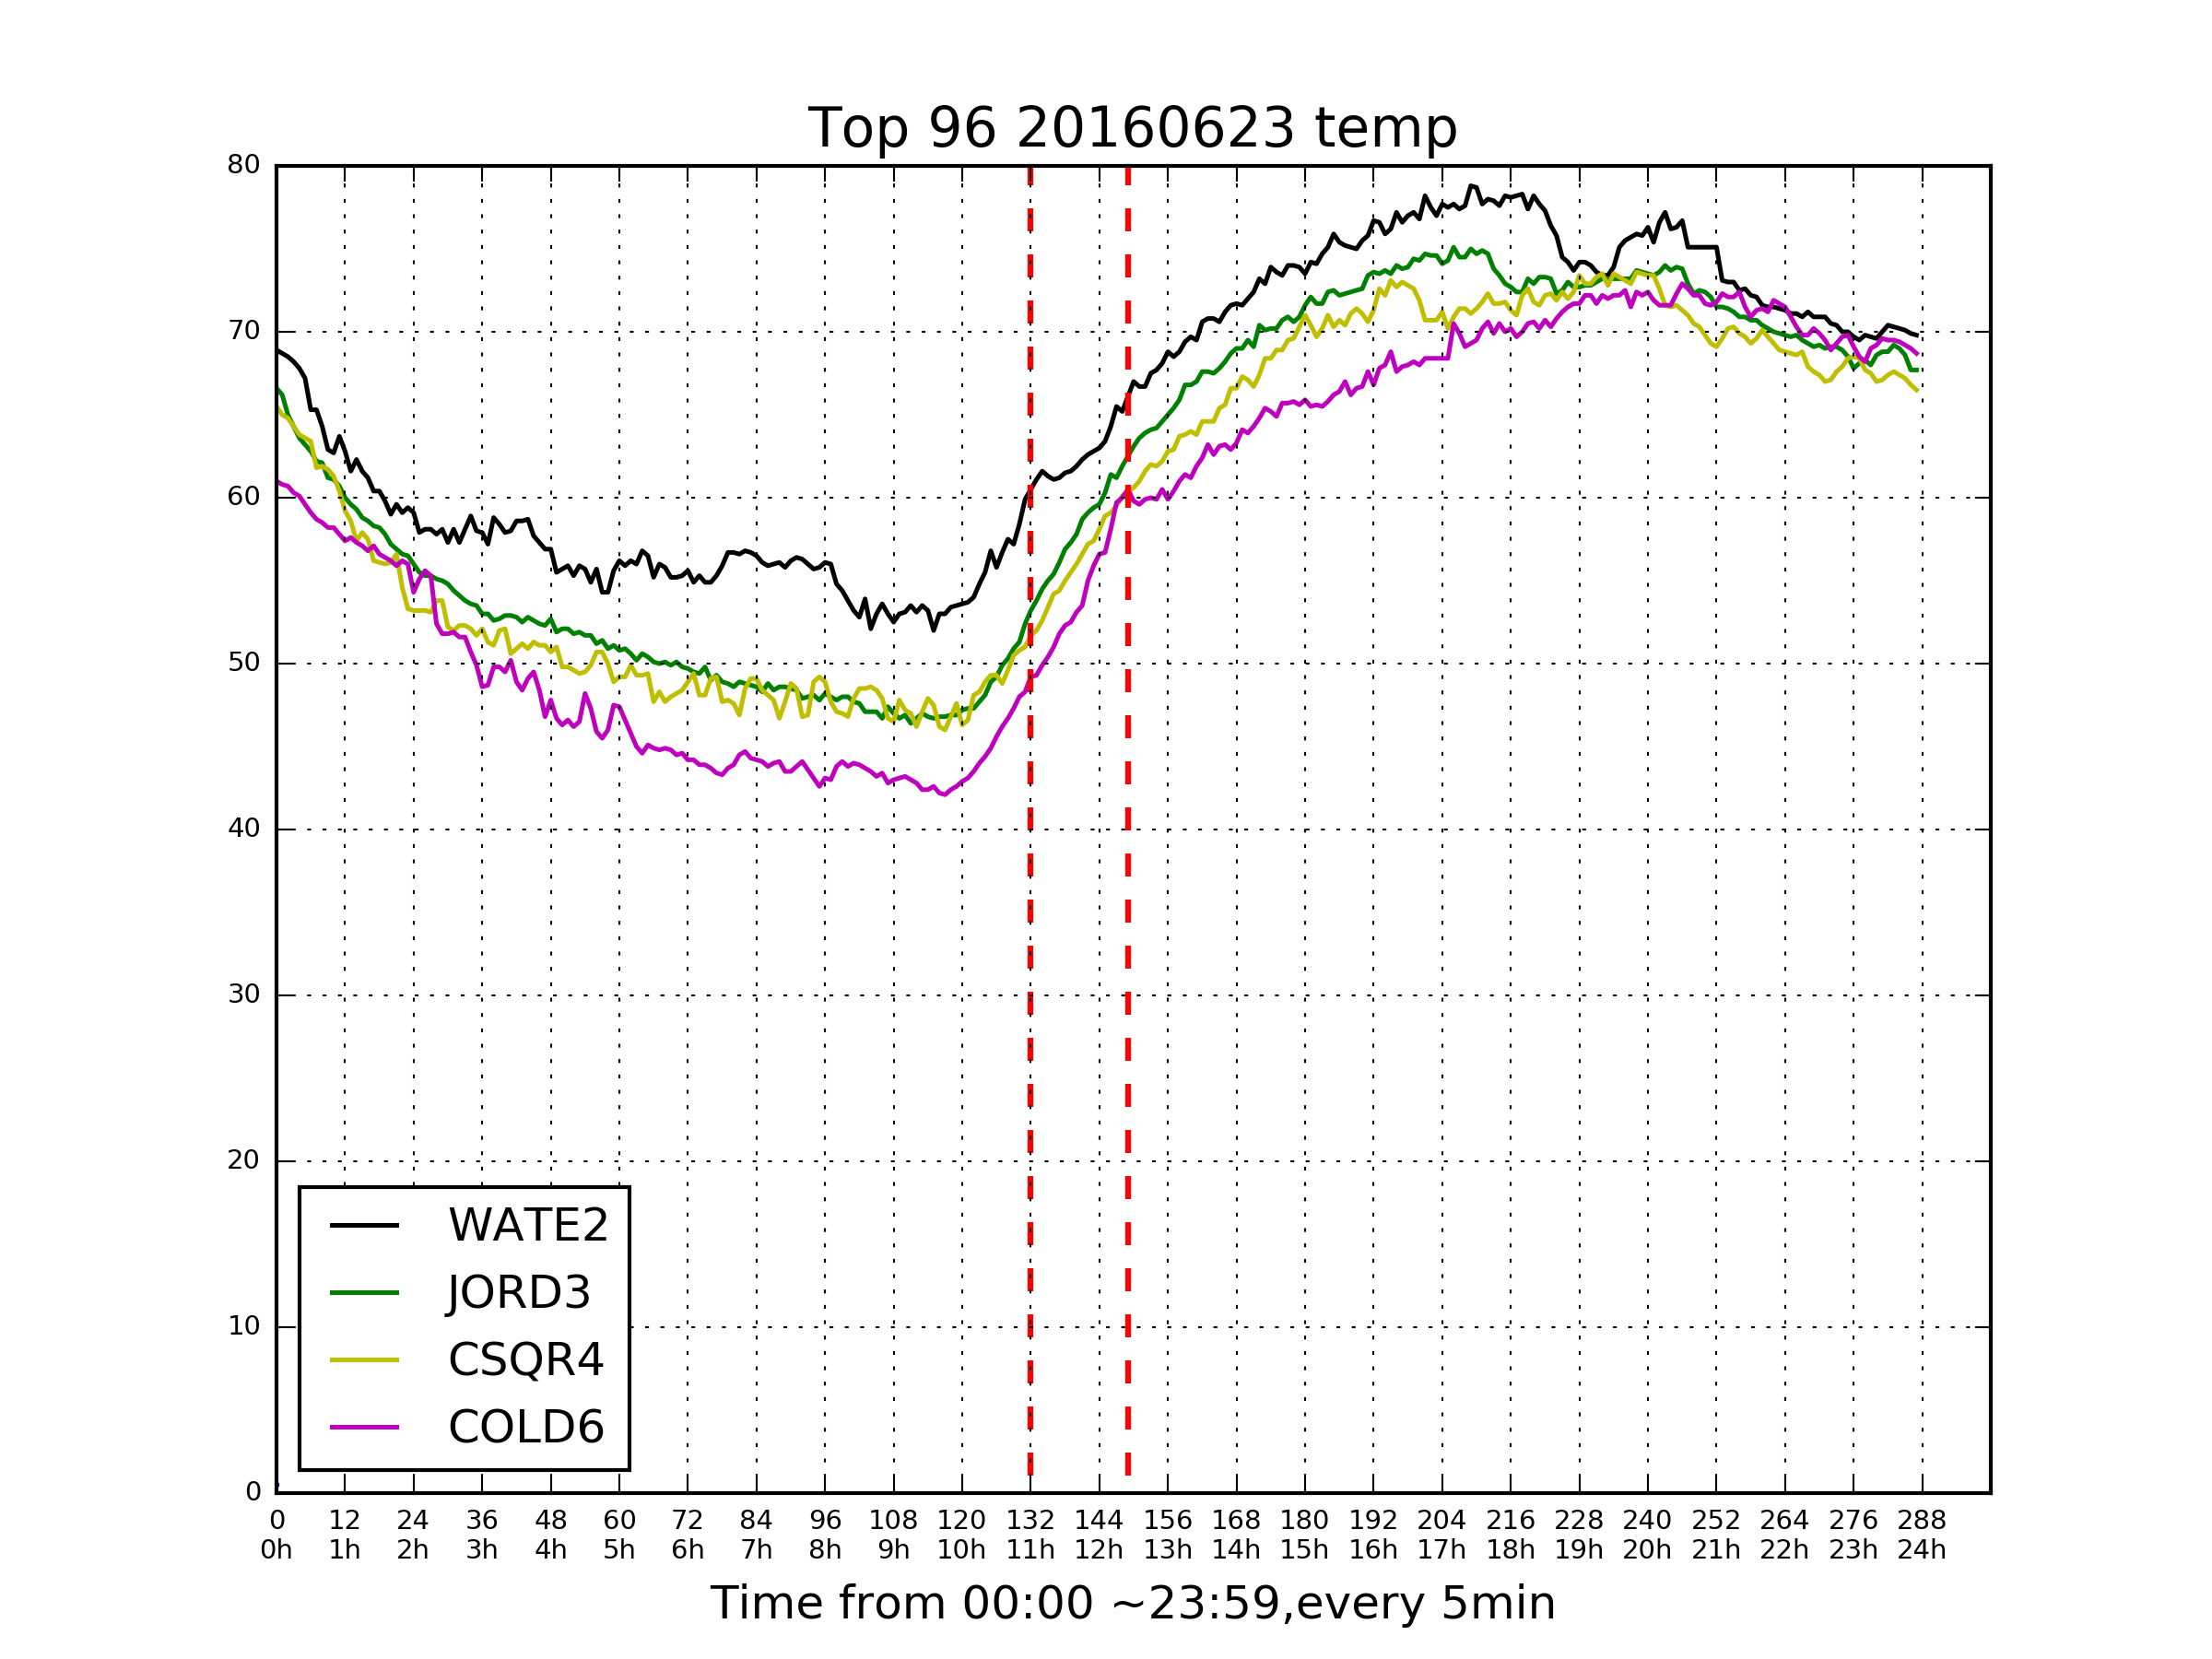 Top 96 20160623 temp
80
70
60
50
40
30
20
10
0
WATE2
JORD3
CSQR4
COLD6
0 12 24 36 48 60 72 84 96 108 120 132 144 156 168 180 192 204 216 228 240 252 264 276 288
0h 1h 2h 3h 4h 5h 6h 7h 8h 9h 10h 11h 12h 13h 14h 15h 16h 17h 18h 19h 20h 21h 22h 23h 24h
Time from 00:00 ~23:59,every 5min